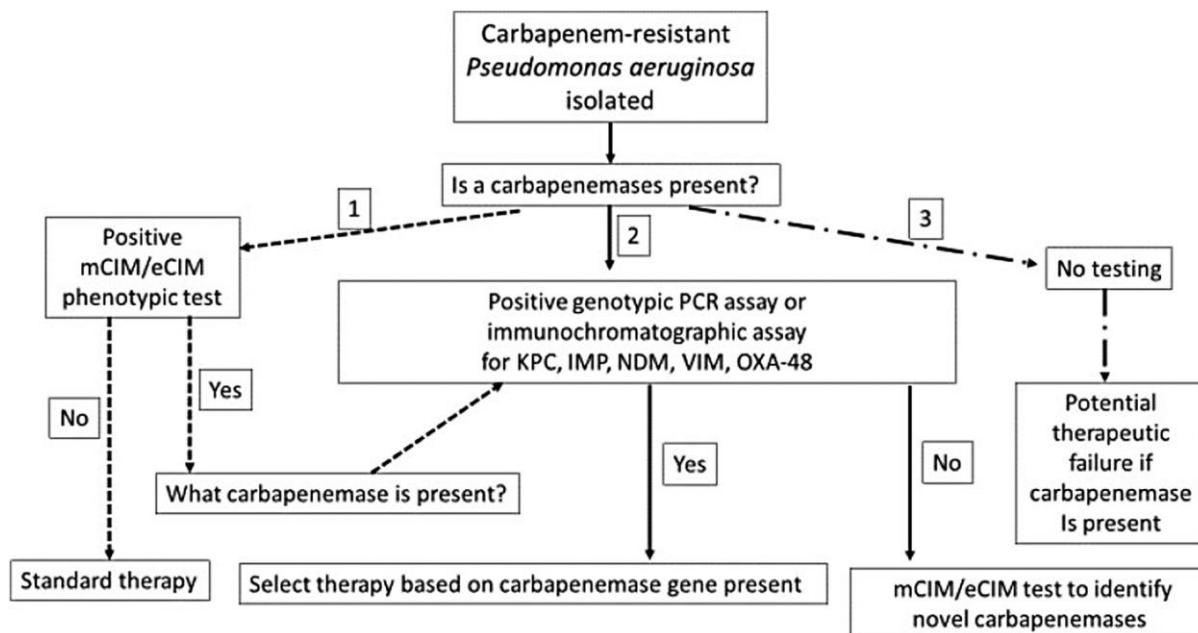 Carbapenem-resistant
Pseudomonas aeruginosa
isolated
Is a carbapenemases present?
1
2
3
Positive
mCIM/eCIM
phenotypic test
No testing
Positive genotypic PCR assay or
immunochromatographic assay
for KPC, IMP, NDM, VIM, OXA-48
No
Yes
Yes
No
Potential
therapeutic
failure if
carbapenemase
Is present
What carbapenemase is present?
Standard therapy
Select therapy based on carbapenemase gene present
mCIM/eCIM test to identify
novel carbapenemases